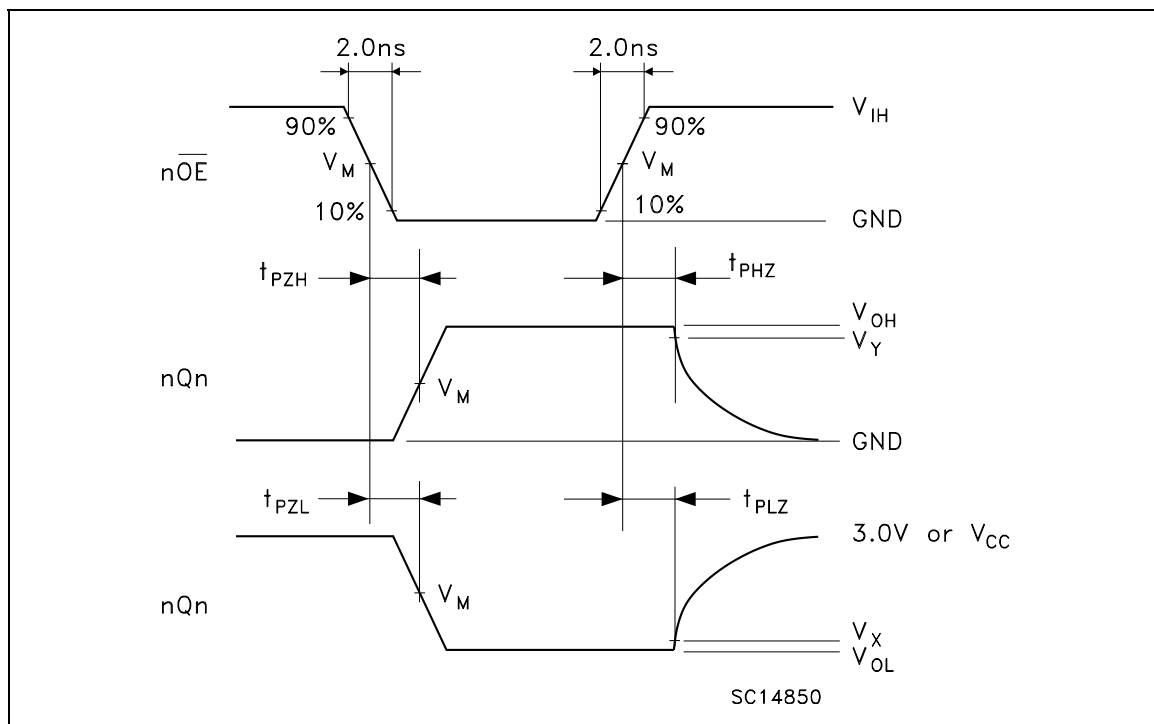 2.0ns 2.0ns
90% 90% V_IH
nO̅E̅ V_M V_M
10% 10% GND
t_PZH t_PHZ
V_OH
V_Y
nQn V_M
GND
t_PZL t_PLZ
3.0V or V_CC
nQn V_M
V_X
V_OL
SC14850